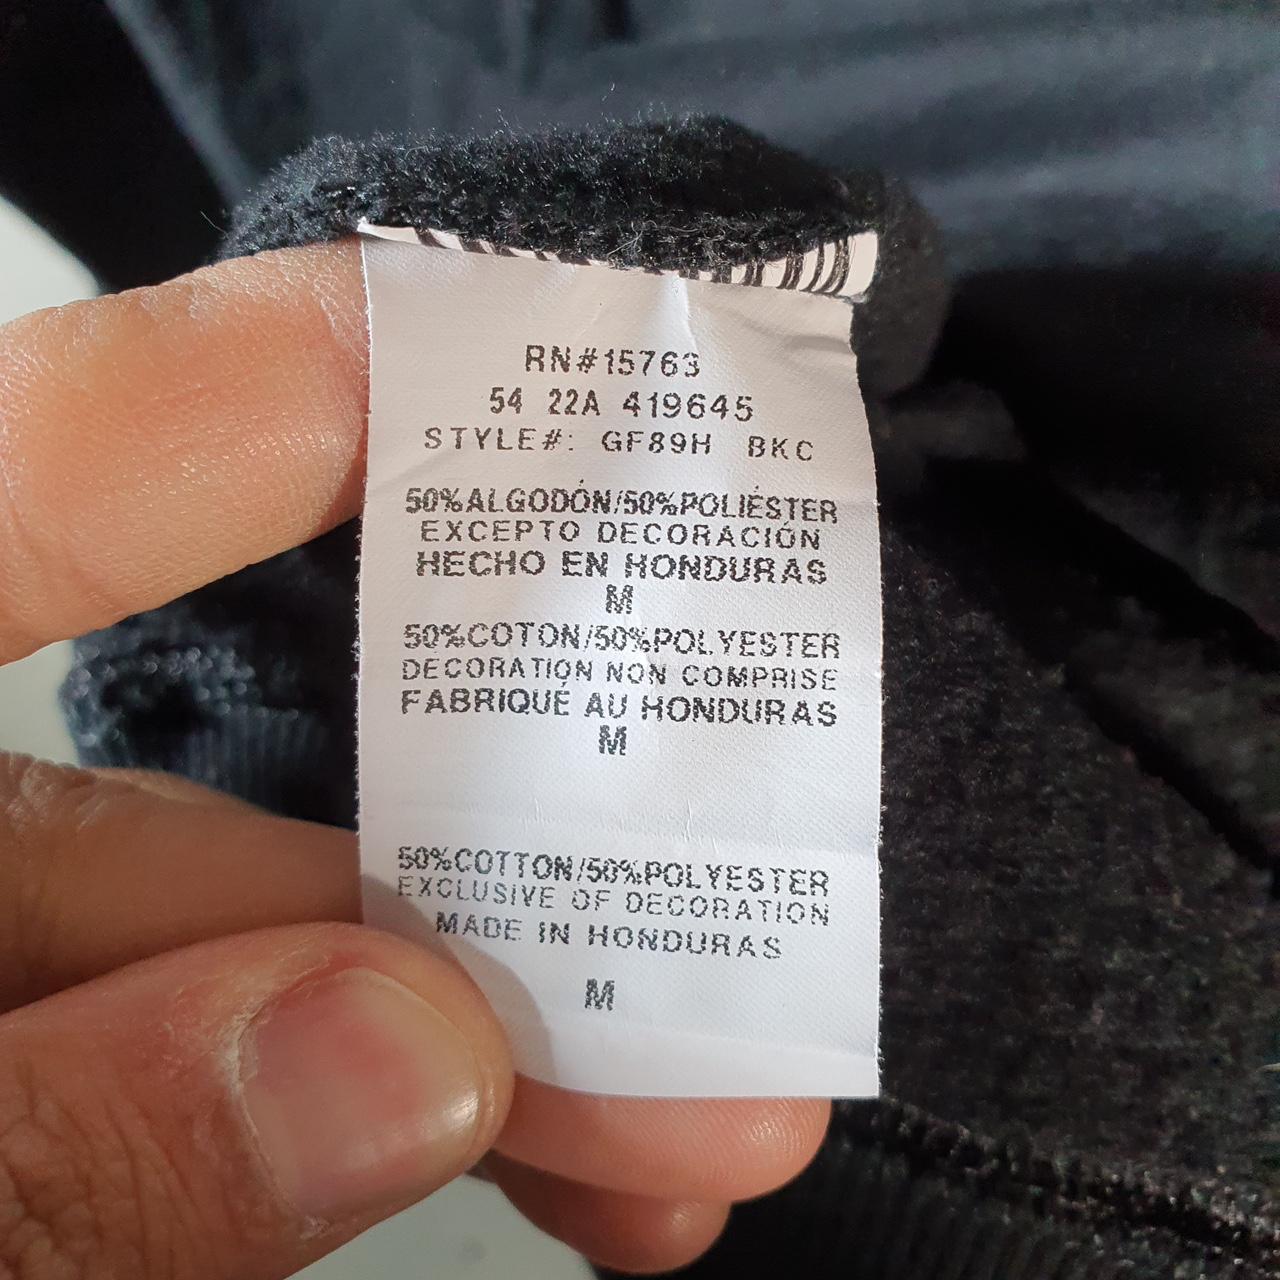 RN#15763
54 22A 419645
STYLE#: GF89H BKC
50%ALGODÓN/50%POLIÉSTER
EXCEPTO DECORACIÓN
HECHO EN HONDURAS
M
50%COTON/50%POLYESTER
DECORATION NON COMPRISE
FABRIQUÉ AU HONDURAS
M
50%COTTON/50%POLYESTER
EXCLUSIVE OF DECORATION
MADE IN HONDURAS
M